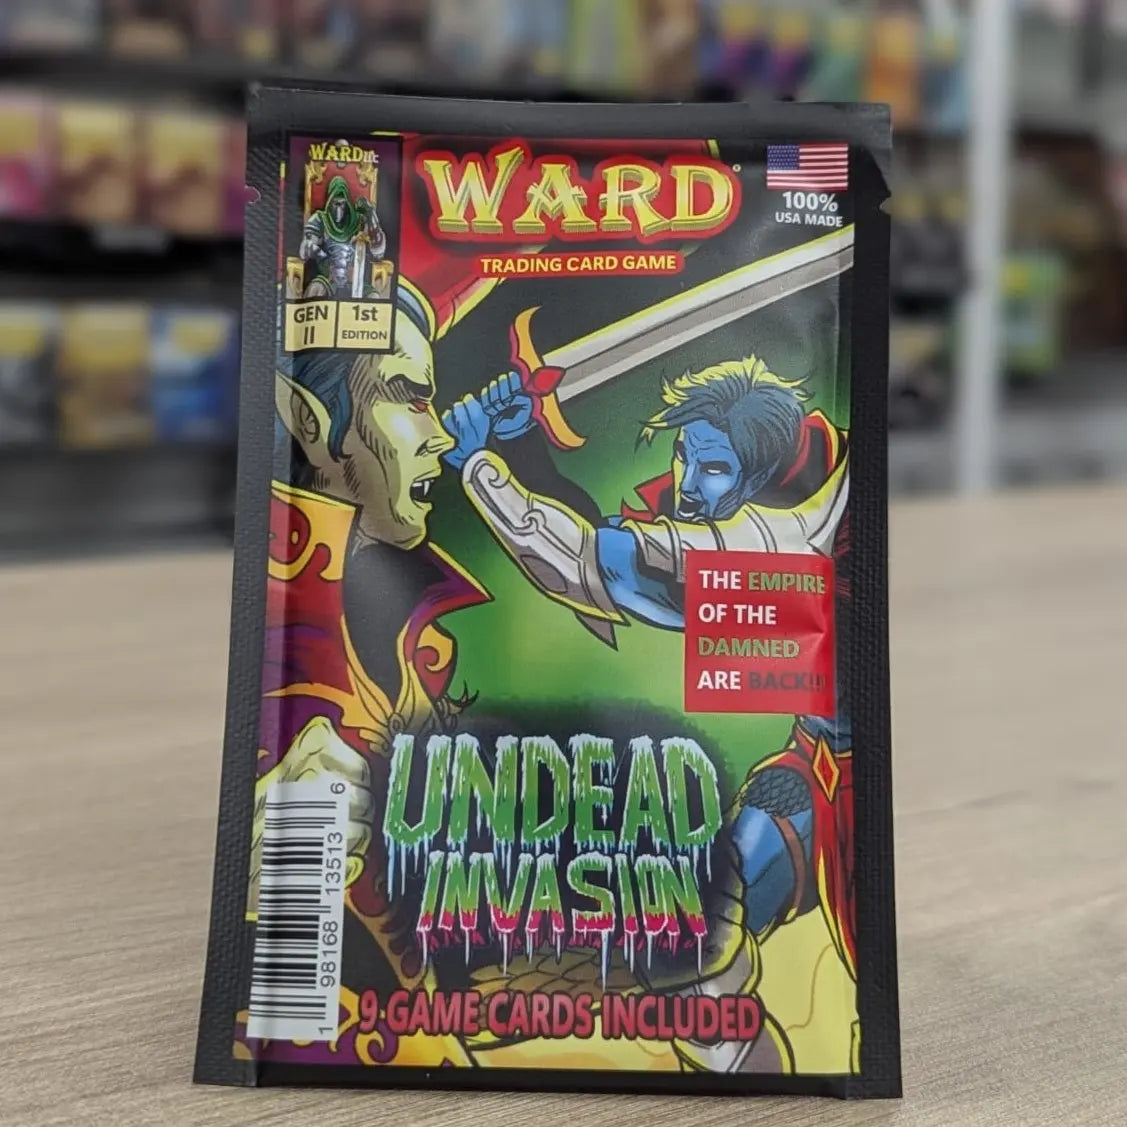 WARD LLC
GEN
II
1st
EDITION
WARD®
TRADING CARD GAME
100%
USA MADE
THE EMPIRE
OF THE
DAMNED
ARE BACK!!!
UNDEAD
INVASION
9 GAME CARDS INCLUDED
1 98168 13513 6